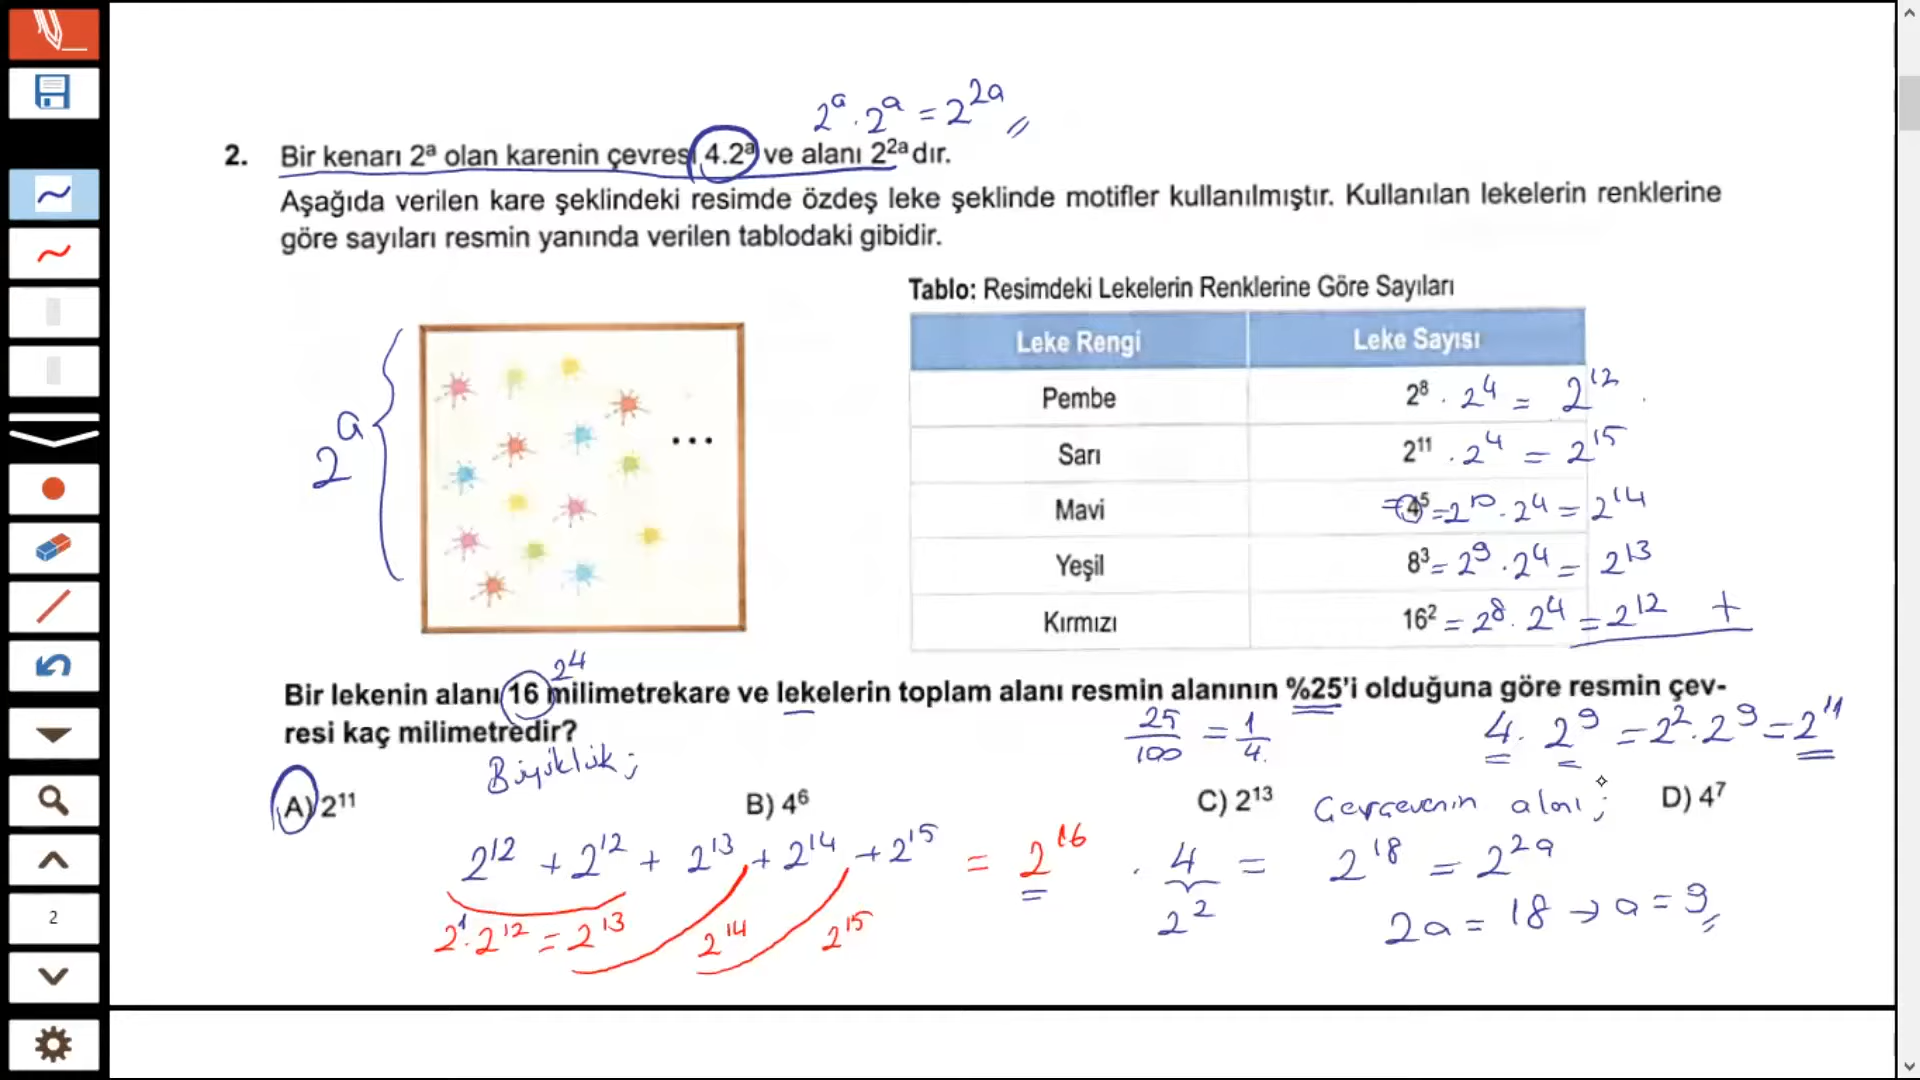 2ᵃ · 2ᵃ = 2²ᵃ
2. Bir kenarı 2ᵃ olan karenin çevresi 4.2ᵃ ve alanı 2²ᵃ dır.
Aşağıda verilen kare şeklindeki resimde özdeş leke şeklinde motifler kullanılmıştır. Kullanılan lekelerin renklerine
göre sayıları resmin yanında verilen tablodaki gibidir.
2ᵃ
...
Tablo: Resimdeki Lekelerin Renklerine Göre Sayıları
Leke Rengi Leke Sayısı
Pembe 2⁸ · 2⁴ = 2¹²
Sarı 2¹¹ · 2⁴ = 2¹⁵
Mavi 4⁵ = 2¹⁰ · 2⁴ = 2¹⁴
Yeşil 8³ = 2⁹ · 2⁴ = 2¹³
Kırmızı 16² = 2⁸ · 2⁴ = 2¹² +
2⁴
Bir lekenin alanı 16 milimetrekare ve lekelerin toplam alanı resmin alanının %25'i olduğuna göre resmin çev-
resi kaç milimetredir?
25/100 = 1/4
4 · 2⁹ = 2² · 2⁹ = 2¹¹
Büyüklük;
A) 2¹¹ B) 4⁶ C) 2¹³ D) 4⁷
Çerçevenin alanı;
2¹² + 2¹² + 2¹³ + 2¹⁴ + 2¹⁵ = 2¹⁶ · 4 = 2¹⁸ = 2²ᵃ
2²
2¹ · 2¹² = 2¹³ 2¹⁴ 2¹⁵
2a = 18 → a = 9
2